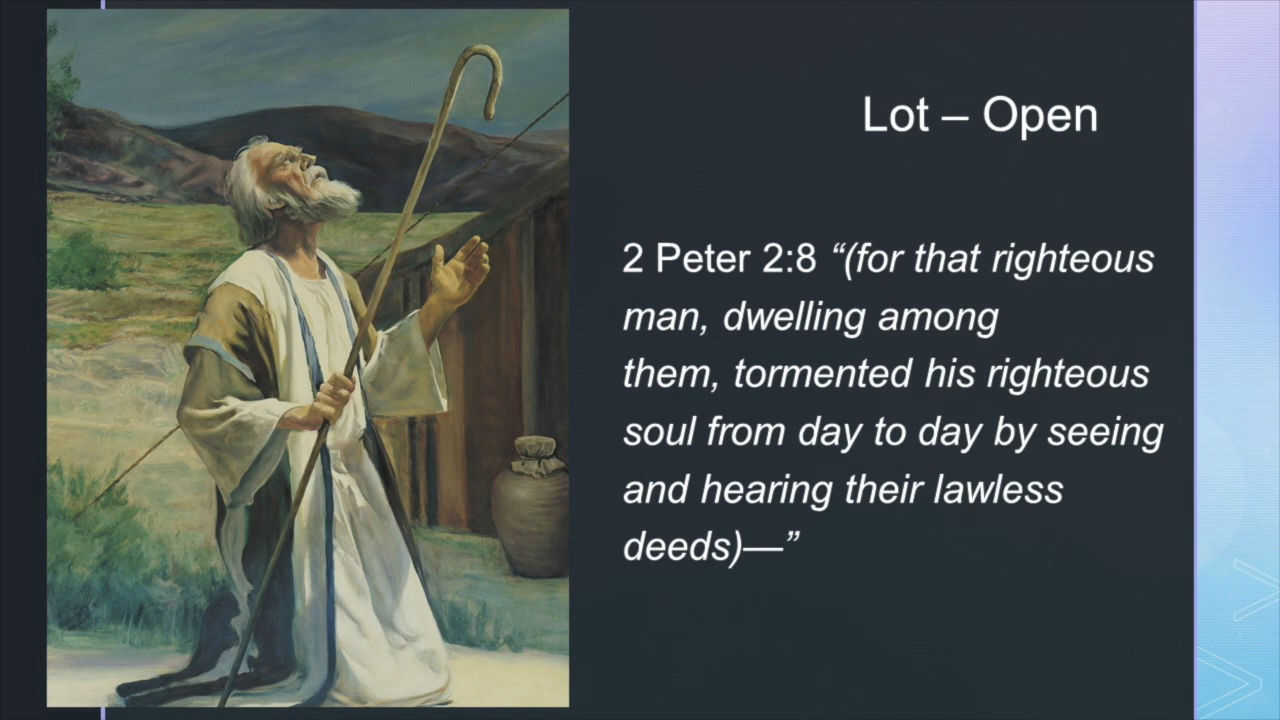 Lot – Open
2 Peter 2:8 “(for that righteous
man, dwelling among
them, tormented his righteous
soul from day to day by seeing
and hearing their lawless
deeds)—”